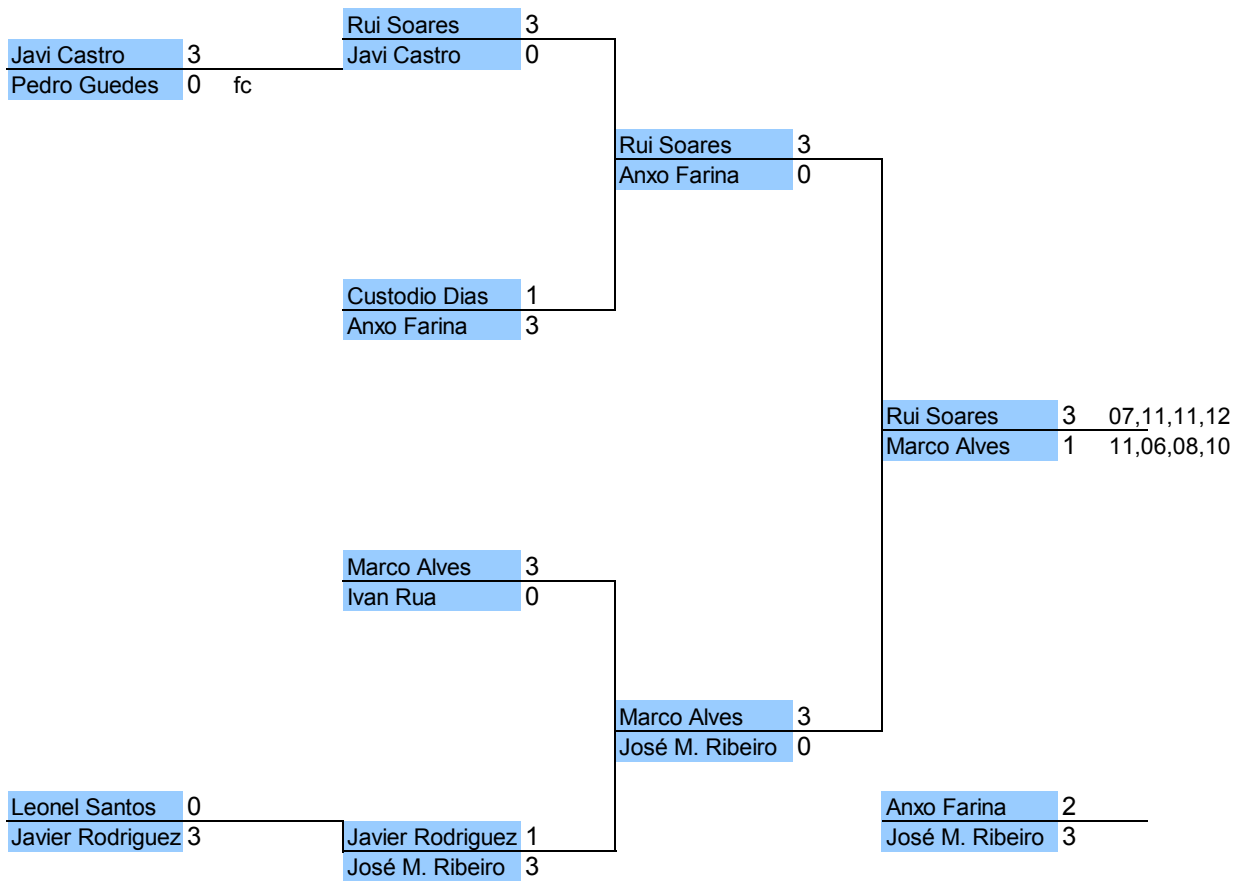 Rui Soares 3
Javi Castro 3
Javi Castro 0
Pedro Guedes 0 fc
Rui Soares 3
Anxo Farina 0
Custodio Dias 1
Anxo Farina 3
Rui Soares 3 07,11,11,12
Marco Alves 1 11,06,08,10
Marco Alves 3
Ivan Rua 0
Marco Alves 3
José M. Ribeiro 0
Leonel Santos 0
Anxo Farina 2
Javier Rodriguez 3
Javier Rodriguez 1
José M. Ribeiro 3
José M. Ribeiro 3